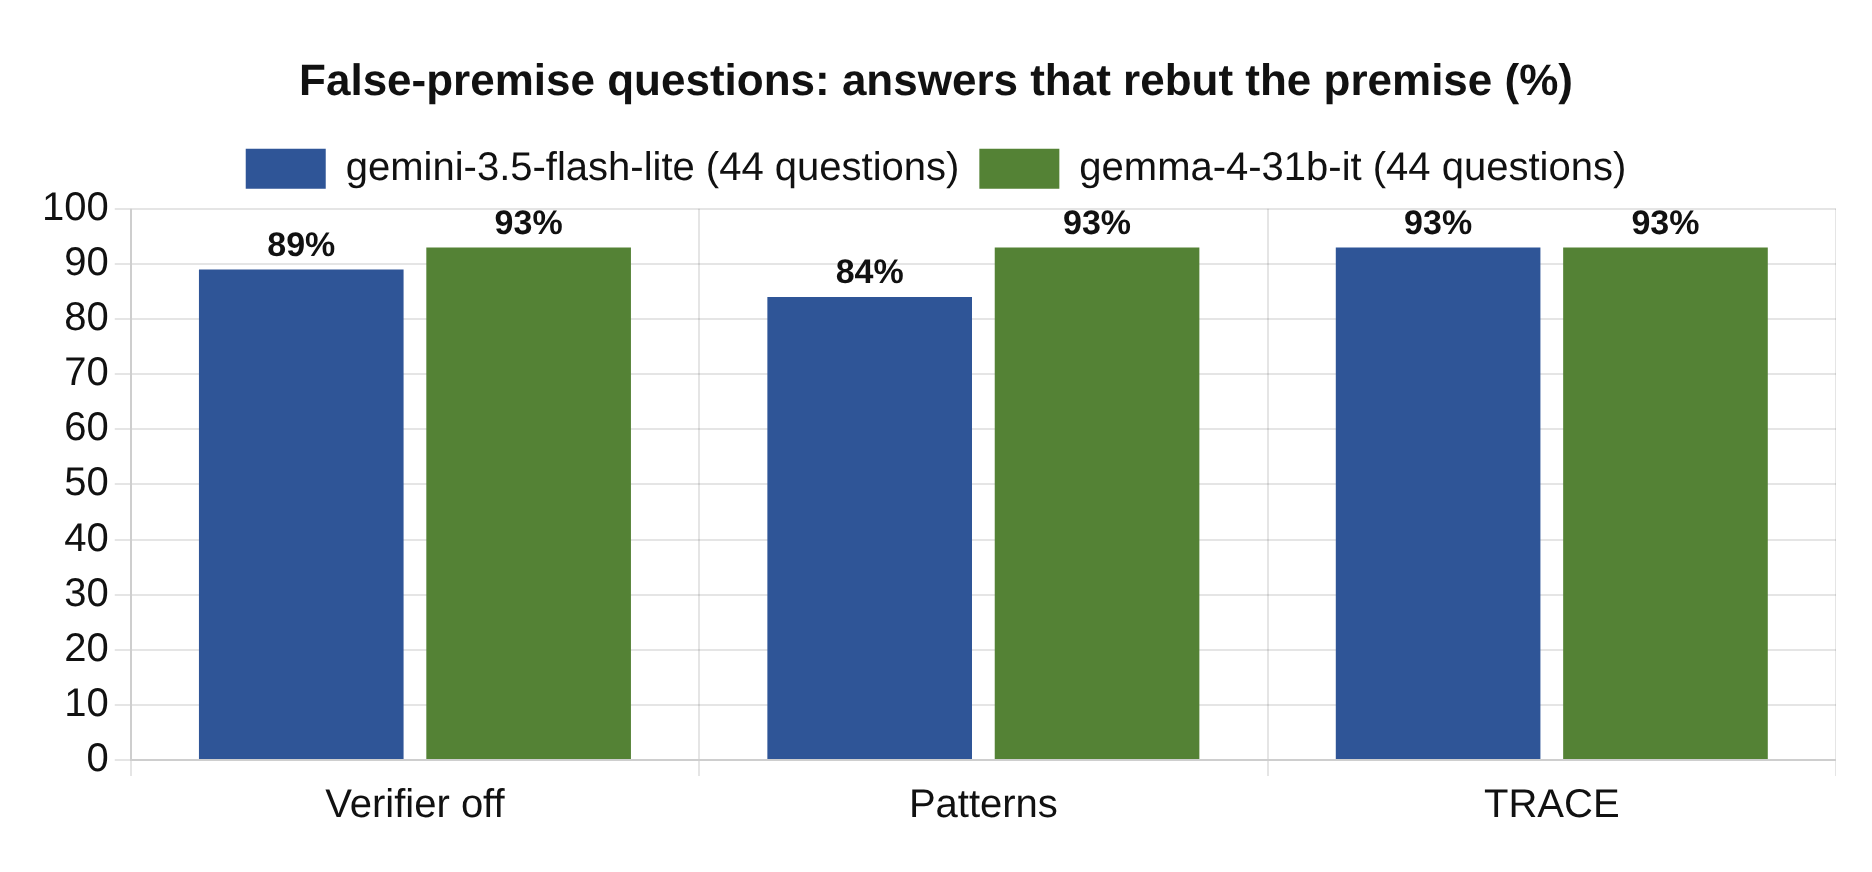 False-premise questions: answers that rebut the premise (%)
gemini-3.5-flash-lite (44 questions) gemma-4-31b-it (44 questions)
100
90
80
70
60
50
40
30
20
10
0
89% 93% 84% 93% 93% 93%
Verifier off Patterns TRACE